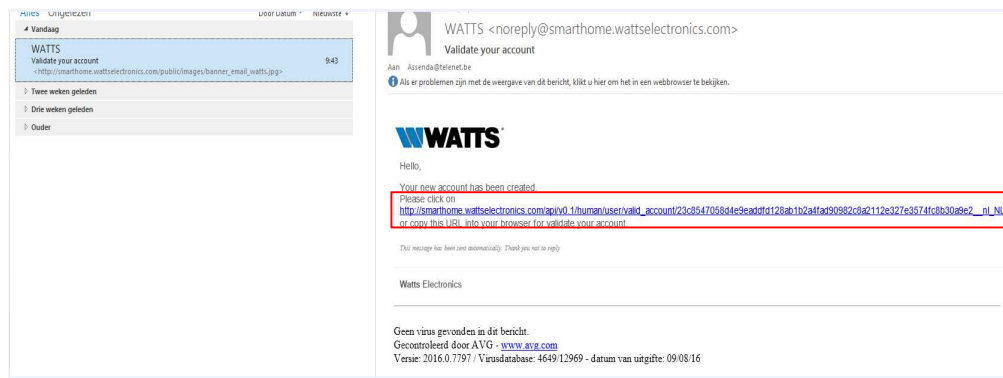 Alles Ongelezen Door Datum Nieuwste
Vandaag
WATTS
Validate your account 9:43
<http://smarthome.wattselectronics.com/public/images/banner_email_watts.jpg>
Twee weken geleden
Drie weken geleden
Ouder
WATTS <noreply@smarthome.wattselectronics.com>
Validate your account
Aan Assenda@telenet.be
Als er problemen zijn met de weergave van dit bericht, klikt u hier om het in een webbrowser te bekijken.
WATTS®
Hello,
Your new account has been created.
Please click on
http://smarthome.wattselectronics.com/api/v0.1/human/user/valid_account/23c8547058d4e9eaddfd128ab1b2a4fad90982c8a2112e327e3574fc8b30a9e2__nl_NL
or copy this URL into your browser for validate your account.
This message has been sent automatically. Thank you not to reply
Watts Electronics
Geen virus gevonden in dit bericht.
Gecontroleerd door AVG - www.avg.com
Versie: 2016.0.7797 / Virusdatabase: 4649/12969 - datum van uitgifte: 09/08/16